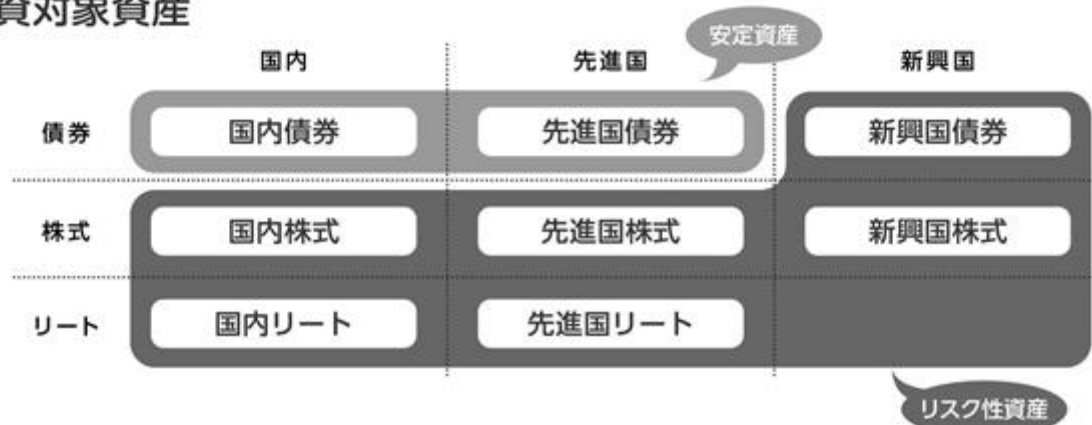 資対象資産
安定資産
国内 先進国 新興国
債券 国内債券 先進国債券 新興国債券
株式 国内株式 先進国株式 新興国株式
リート 国内リート 先進国リート
リスク性資産